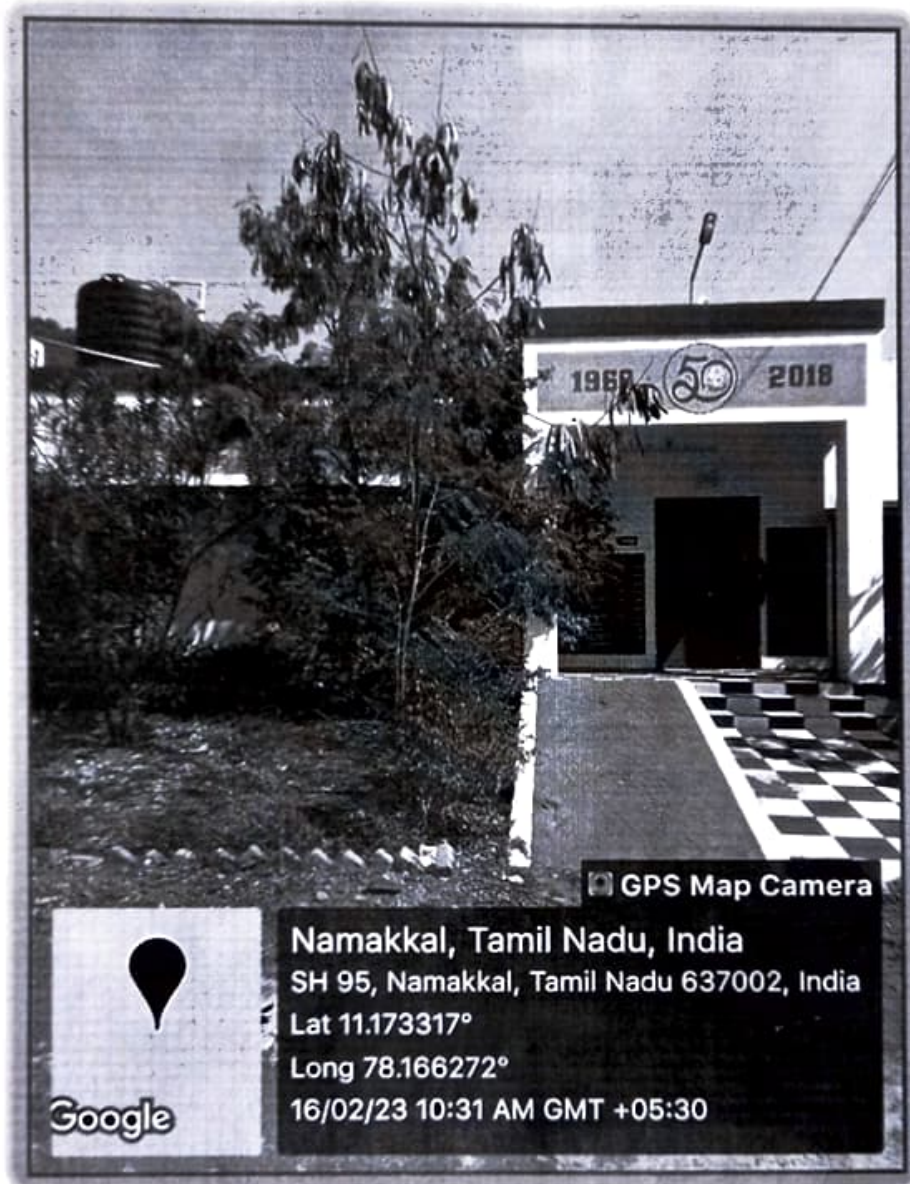 1968 50 2018
GPS Map Camera
Namakkal, Tamil Nadu, India
SH 95, Namakkal, Tamil Nadu 637002, India
Lat 11.173317°
Long 78.166272°
16/02/23 10:31 AM GMT +05:30
Google